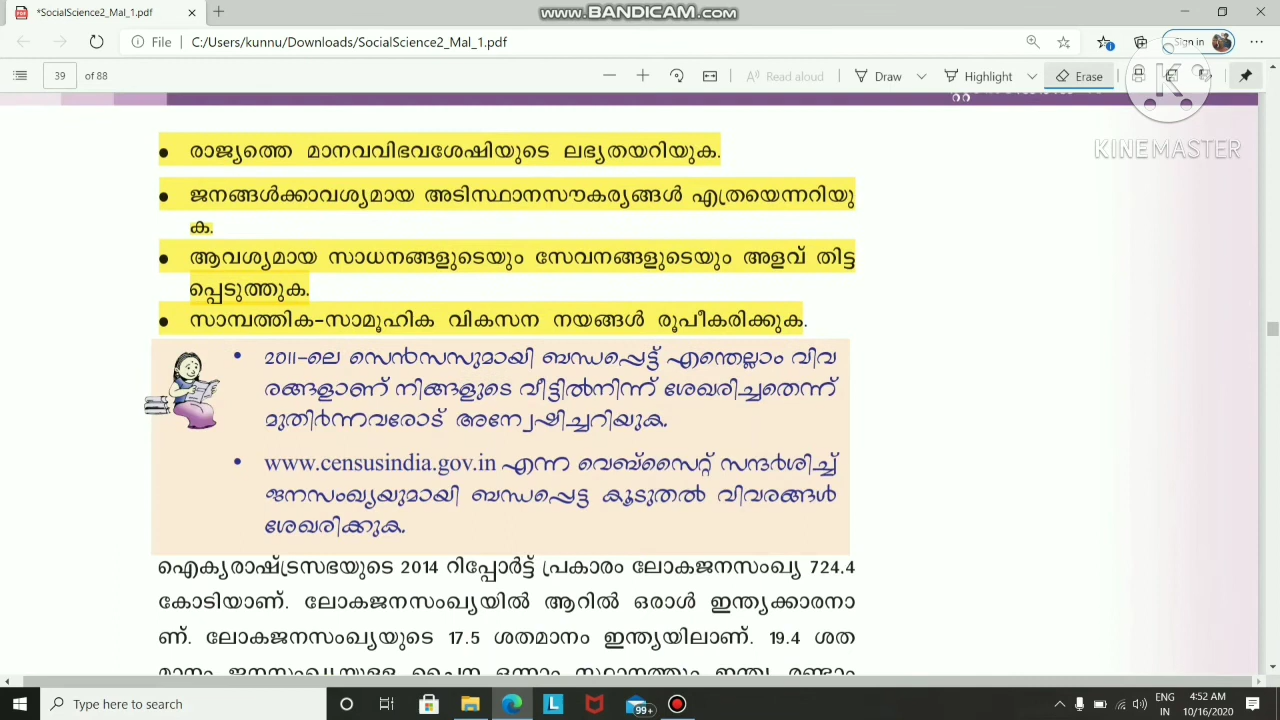 *SocialScience2_Mal_1.pdf
www.BANDICAM.com
File C:/Users/kunnu/Downloads/SocialScience2_Mal_1.pdf
Sign in
39 of 88
Read aloud Draw Highlight Erase
KINEMASTER
• രാജ്യത്തെ മാനവവിഭവശേഷിയുടെ ലഭ്യതയറിയുക.
• ജനങ്ങൾക്കാവശ്യമായ അടിസ്ഥാനസൗകര്യങ്ങൾ എത്രയെന്നറിയു
ക.
• ആവശ്യമായ സാധനങ്ങളുടെയും സേവനങ്ങളുടെയും അളവ് തിട്ട
പ്പെടുത്തുക.
• സാമ്പത്തിക-സാമൂഹിക വികസന നയങ്ങൾ രൂപീകരിക്കുക.
• 2011-ലെ സെൻസസുമായി ബന്ധപ്പെട്ട് എന്തെല്ലാം വിവ
രങ്ങളാണ് നിങ്ങളുടെ വീട്ടിൽനിന്ന് ശേഖരിച്ചതെന്ന്
മുതിർന്നവരോട് അന്വേഷിച്ചറിയുക.
• www.censusindia.gov.in എന്ന വെബ്സൈറ്റ് സന്ദർശിച്ച്
ജനസംഖ്യയുമായി ബന്ധപ്പെട്ട കൂടുതൽ വിവരങ്ങൾ
ശേഖരിക്കുക.
ഐക്യരാഷ്ട്രസഭയുടെ 2014 റിപ്പോർട്ട് പ്രകാരം ലോകജനസംഖ്യ 724.4
കോടിയാണ്. ലോകജനസംഖ്യയിൽ ആറിൽ ഒരാൾ ഇന്ത്യക്കാരനാ
ണ്. ലോകജനസംഖ്യയുടെ 17.5 ശതമാനം ഇന്ത്യയിലാണ്. 19.4 ശത
Type here to search
99+
ENG
IN
4:52 AM
10/16/2020